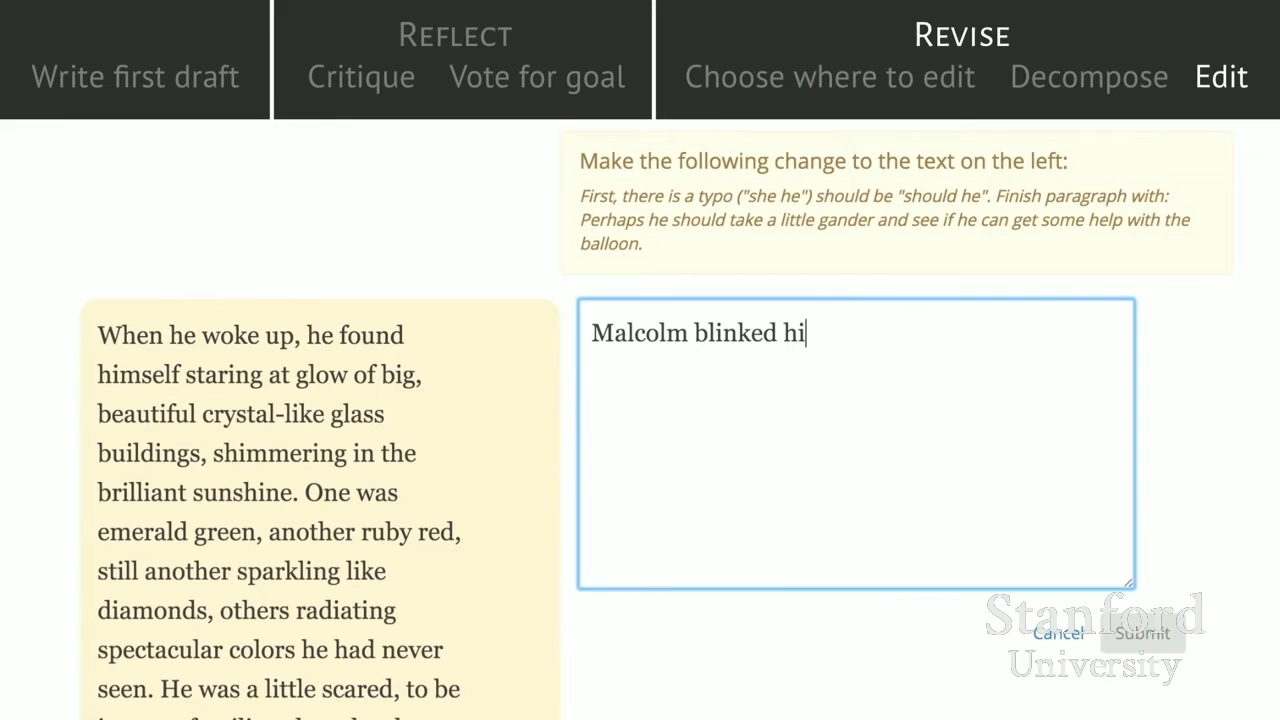 REFLECT
REVISE
Write first draft
Critique
Vote for goal
Choose where to edit
Decompose
Edit
Make the following change to the text on the left:
First, there is a typo ("she he") should be "should he". Finish paragraph with:
Perhaps he should take a little gander and see if he can get some help with the
balloon.
When he woke up, he found
himself staring at glow of big,
beautiful crystal-like glass
buildings, shimmering in the
brilliant sunshine. One was
emerald green, another ruby red,
still another sparkling like
diamonds, others radiating
spectacular colors he had never
seen. He was a little scared, to be
Malcolm blinked hi
Cancel
Submit
Stanford
University